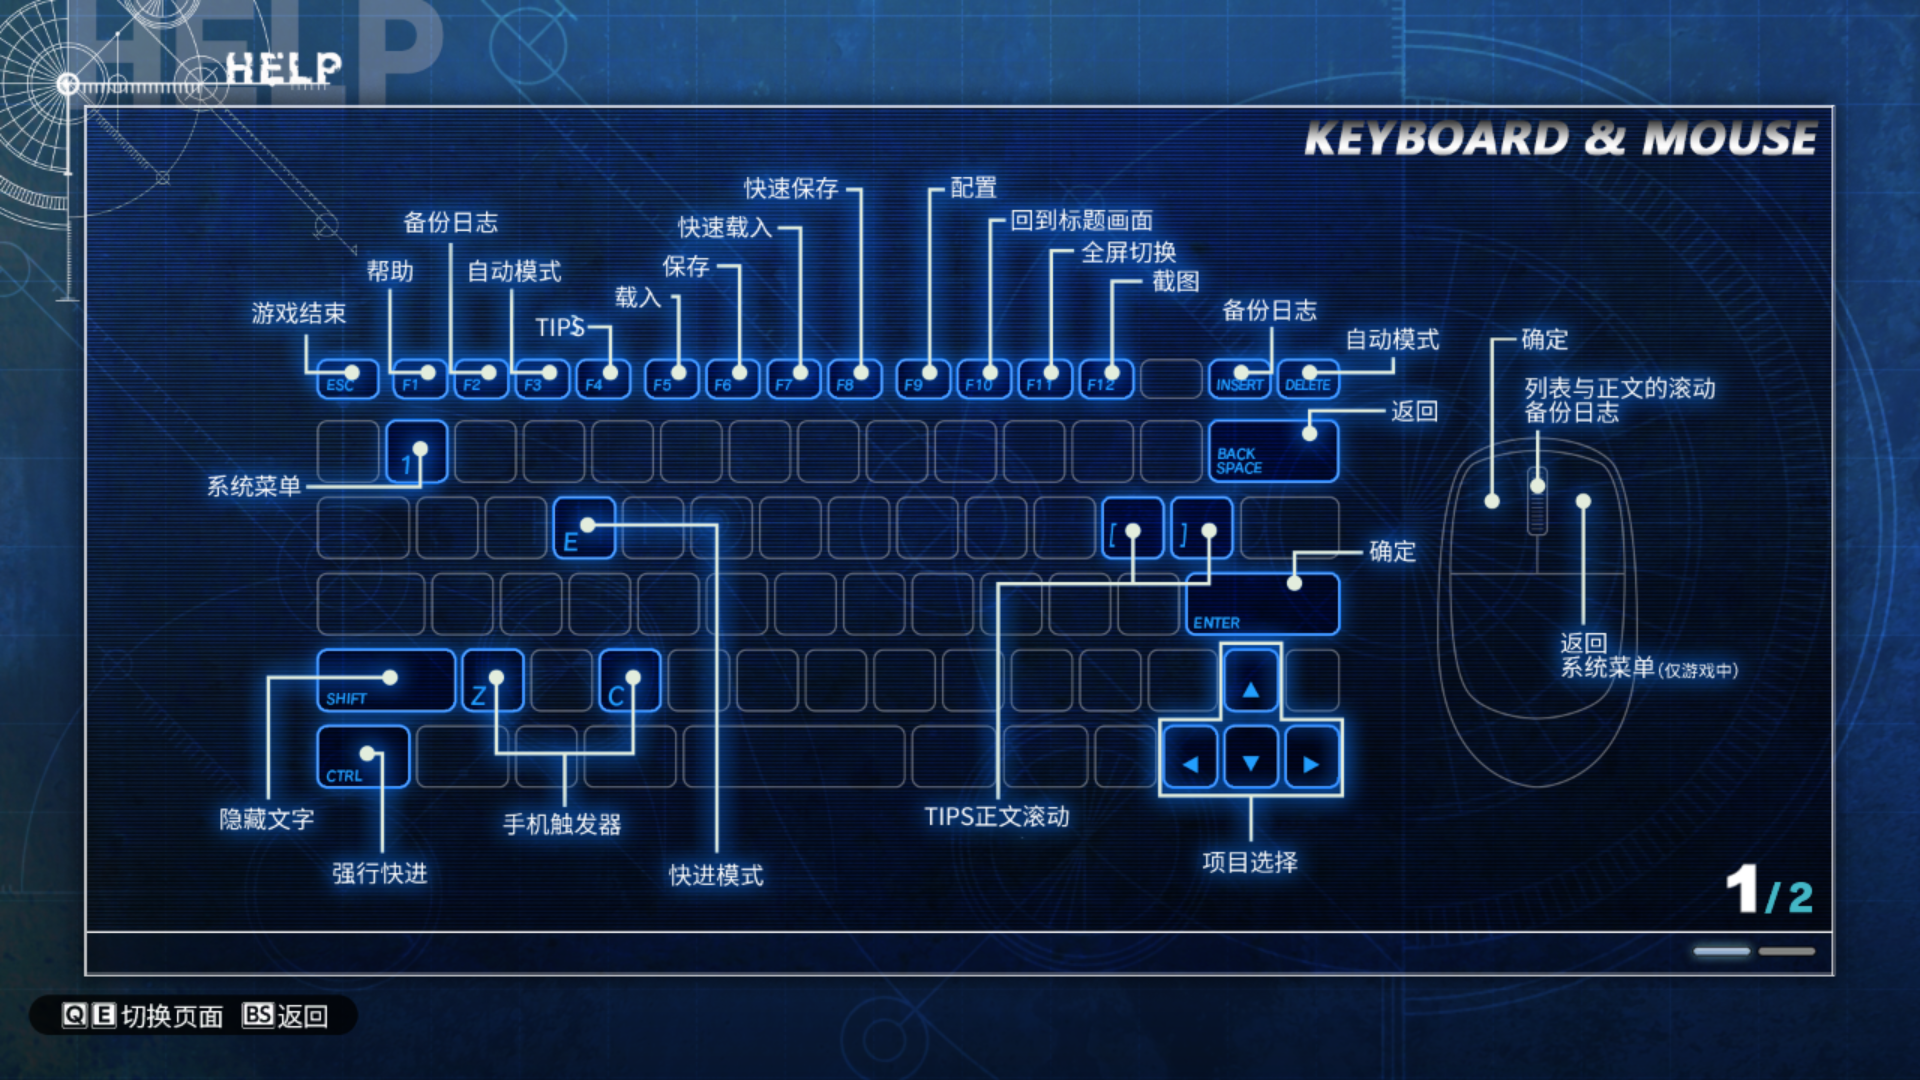 HELP
HELP
KEYBOARD & MOUSE
快速保存
配置
备份日志
快速载入
回到标题画面
全屏切换
帮助
自动模式
保存
截图
游戏结束
载入
备份日志
TIPS
自动模式
确定
ESC
F1
F2
F3
F4
F5
F6
F7
F8
F9
F10
F11
F12
INSERT
DELETE
列表与正文的滚动
备份日志
返回
1
BACK
SPACE
系统菜单
E
[
]
确定
ENTER
返回
系统菜单(仅游戏中)
SHIFT
Z
C
▲
CTRL
◀
▼
▶
隐藏文字
手机触发器
TIPS正文滚动
强行快进
快进模式
项目选择
1/2
Q E 切换页面 BS 返回